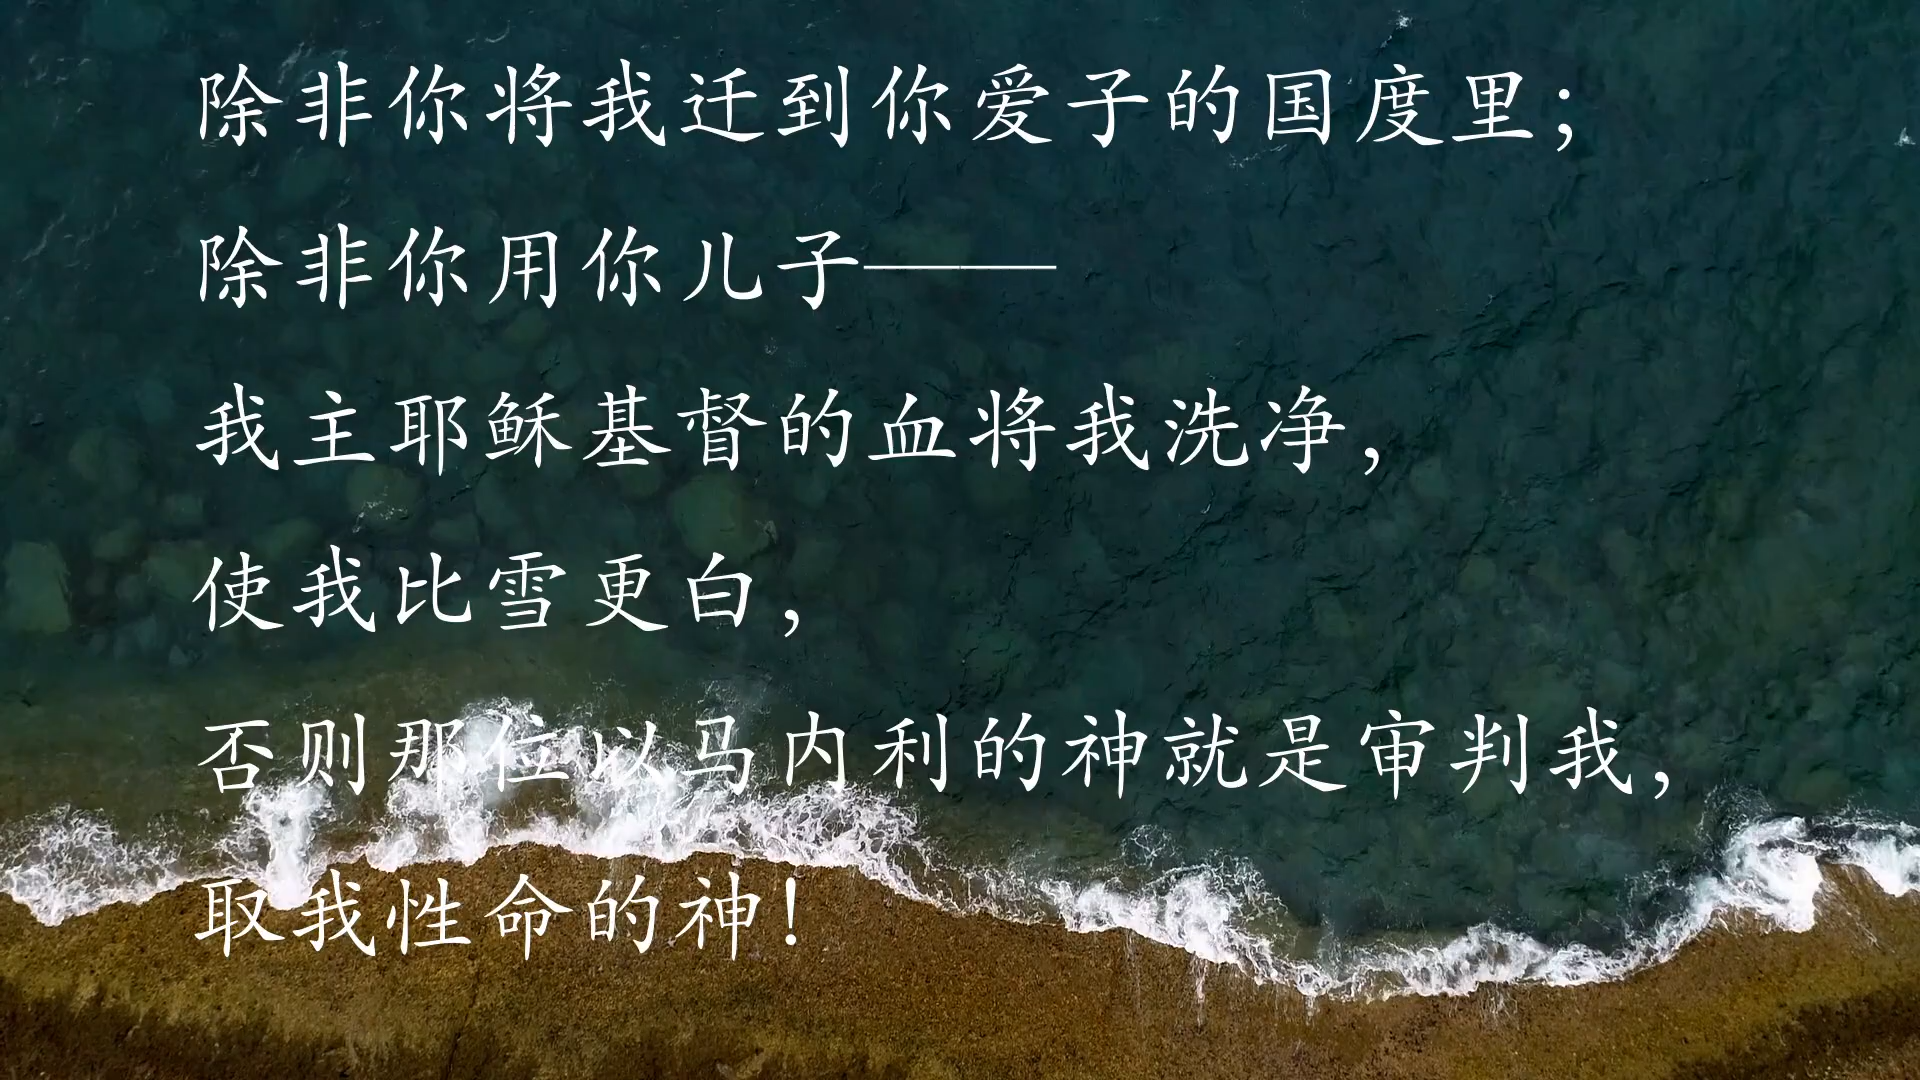 除非你将我迁到你爱子的国度里；
除非你用你儿子——
我主耶稣基督的血将我洗净，
使我比雪更白，
否则那位以马内利的神就是审判我，
取我性命的神！